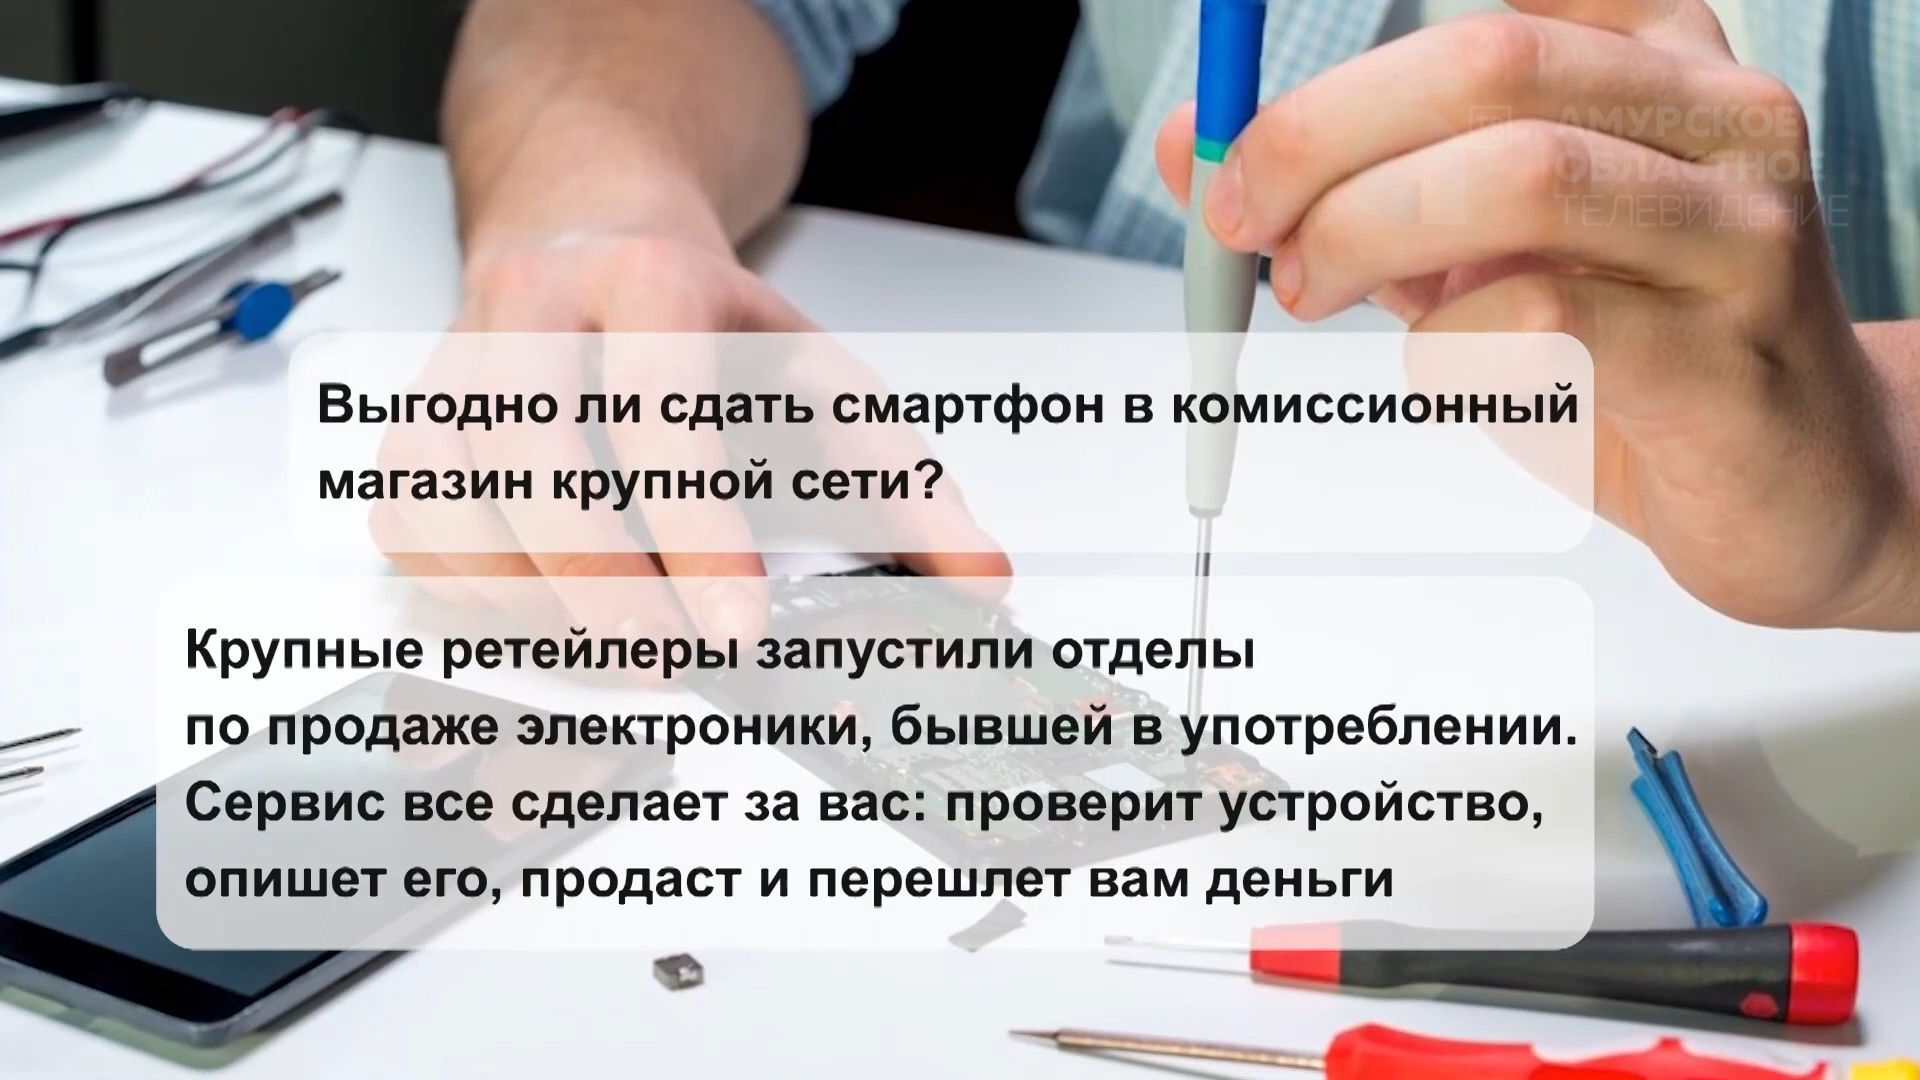 АМУРСКОЕ
ОБЛАСТНОЕ
ТЕЛЕВИДЕНИЕ
Выгодно ли сдать смартфон в комиссионный
магазин крупной сети?
Крупные ретейлеры запустили отделы
по продаже электроники, бывшей в употреблении.
Сервис все сделает за вас: проверит устройство,
опишет его, продаст и перешлет вам деньги